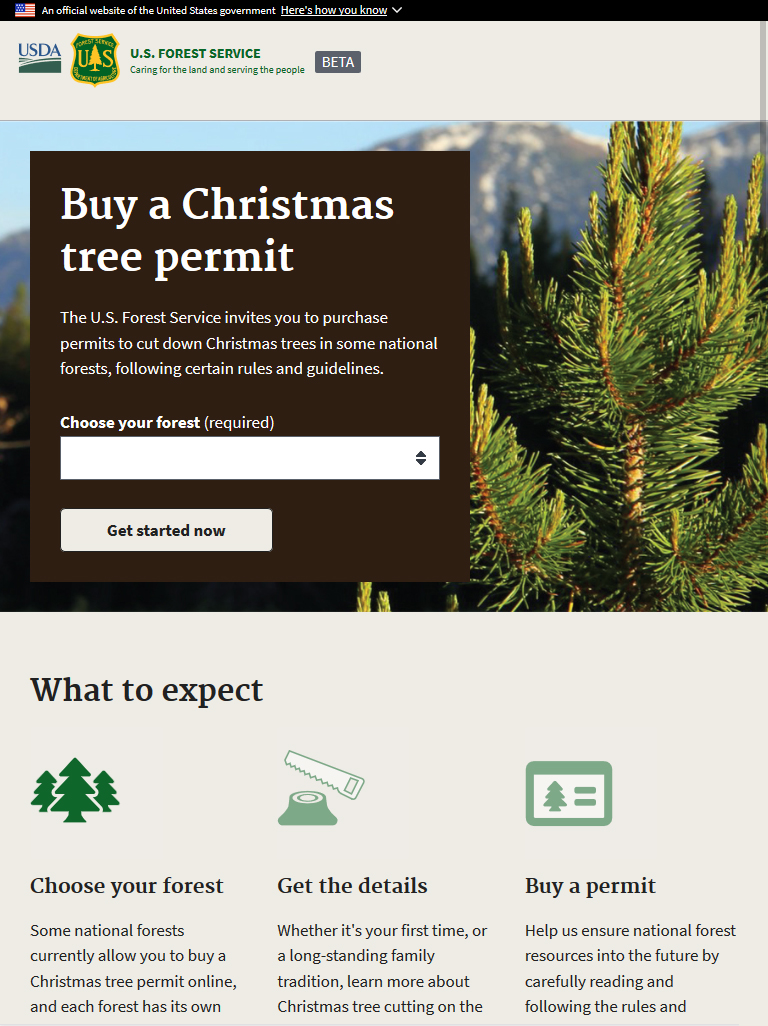 An official website of the United States government Here's how you know
USDA
FOREST SERVICE
U S
DEPARTMENT OF AGRICULTURE
U.S. FOREST SERVICE
Caring for the land and serving the people
BETA
Buy a Christmas
tree permit
The U.S. Forest Service invites you to purchase
permits to cut down Christmas trees in some national
forests, following certain rules and guidelines.
Choose your forest (required)
Get started now
What to expect
Choose your forest
Some national forests
currently allow you to buy a
Christmas tree permit online,
and each forest has its own
Get the details
Whether it's your first time, or
a long-standing family
tradition, learn more about
Christmas tree cutting on the
Buy a permit
Help us ensure national forest
resources into the future by
carefully reading and
following the rules and